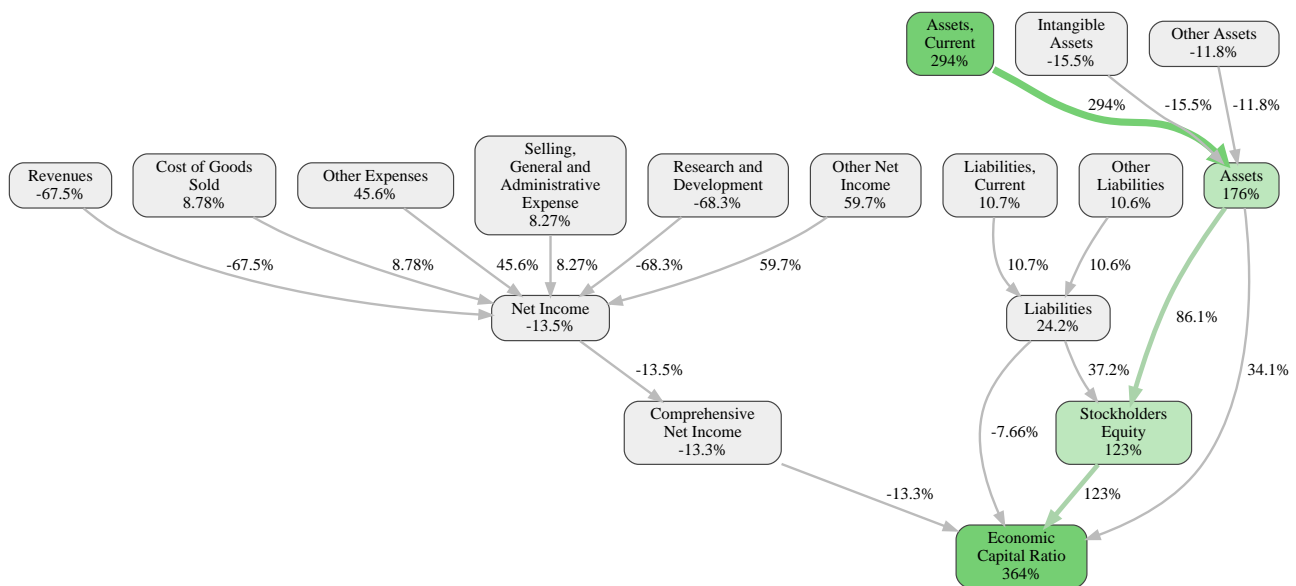 Assets,
Current
294%
Intangible
Assets
-15.5%
Other Assets
-11.8%
294%
-15.5%
-11.8%
Revenues
-67.5%
Cost of Goods
Sold
8.78%
Other Expenses
45.6%
Selling,
General and
Administrative
Expense
8.27%
Research and
Development
-68.3%
Other Net
Income
59.7%
Liabilities,
Current
10.7%
Other
Liabilities
10.6%
Assets
176%
-67.5%
8.78%
45.6%
8.27%
-68.3%
59.7%
10.7%
10.6%
Net Income
-13.5%
Liabilities
24.2%
86.1%
-13.5%
37.2%
34.1%
Comprehensive
Net Income
-13.3%
-7.66%
Stockholders
Equity
123%
-13.3%
123%
Economic
Capital Ratio
364%